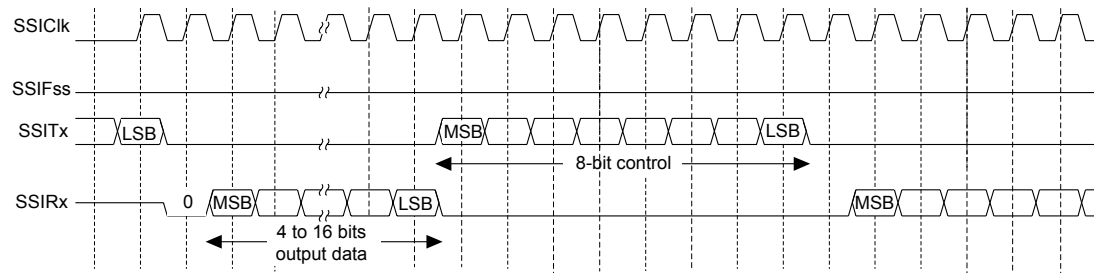 SSIClk
SSIFss
SSITx
LSB
MSB
LSB
8-bit control
SSIRx
0
MSB
LSB
MSB
4 to 16 bits
output data